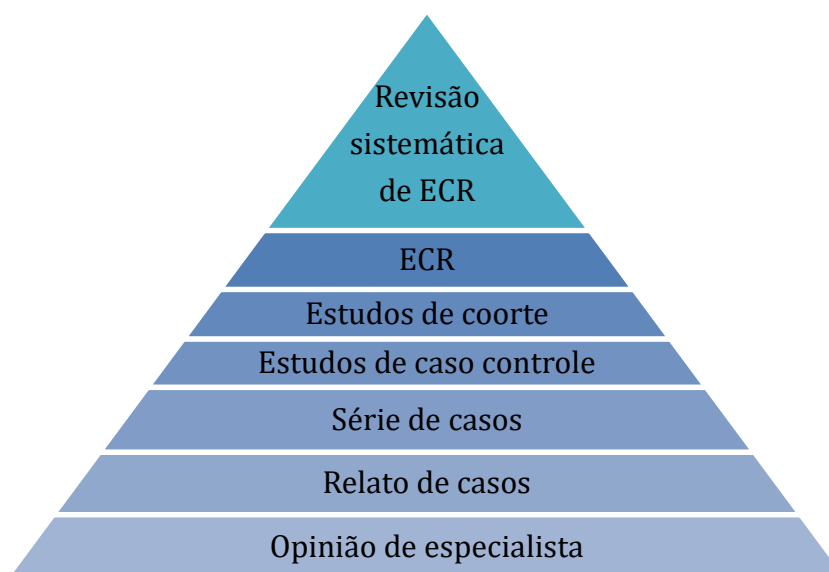 Revisão
sistemática
de ECR
ECR
Estudos de coorte
Estudos de caso controle
Série de casos
Relato de casos
Opinião de especialista